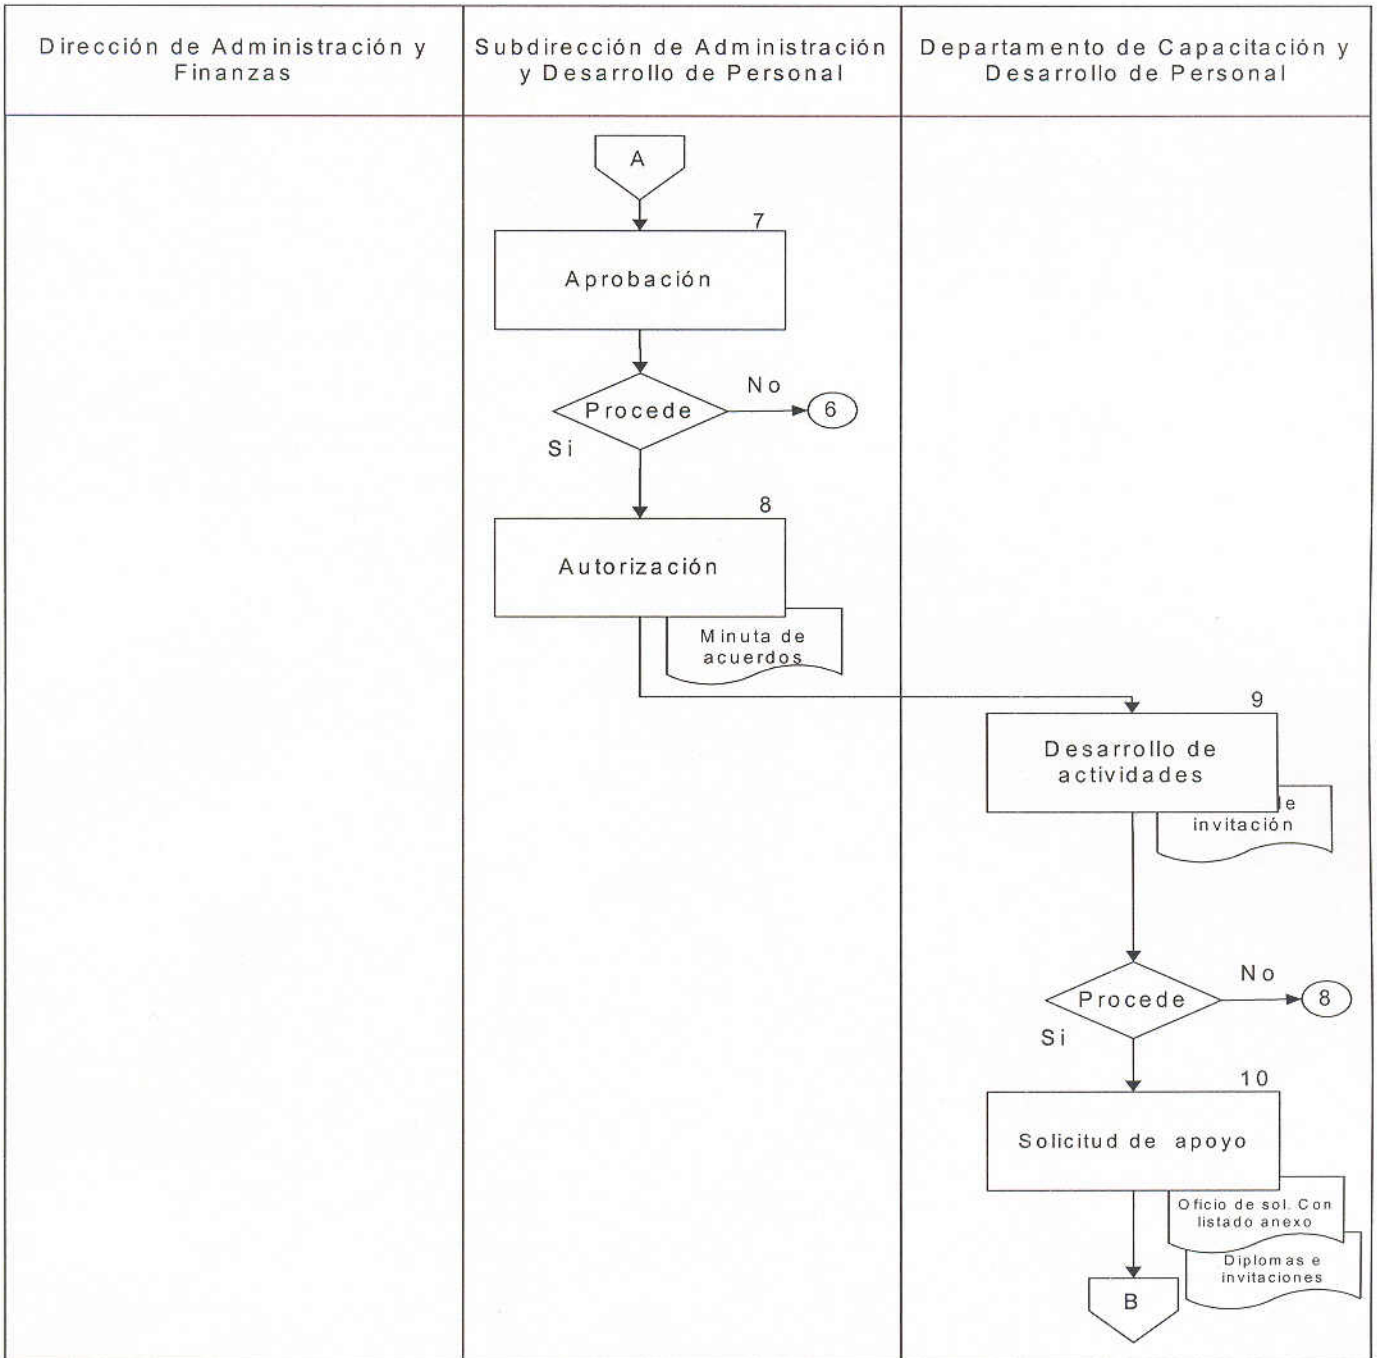 Dirección de Administración y
Finanzas
Subdirección de Administración
y Desarrollo de Personal
Departamento de Capacitación y
Desarrollo de Personal
A
7
Aprobación
Procede
No
6
Si
8
Autorización
Minuta de
acuerdos
9
Desarrollo de
actividades
invitación
Procede
No
8
Si
10
Solicitud de apoyo
Oficio de sol. Con
listado anexo
Diplomas e
invitaciones
B